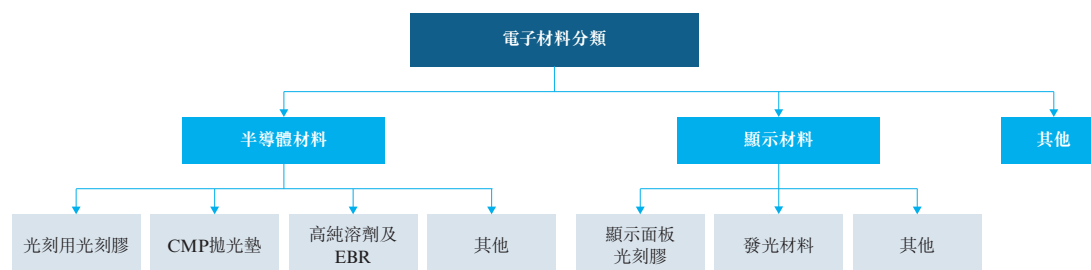 電子材料分類
半導體材料
顯示材料
其他
光刻用光刻膠
CMP拋光墊
高純溶劑及
EBR
其他
顯示面板
光刻膠
發光材料
其他